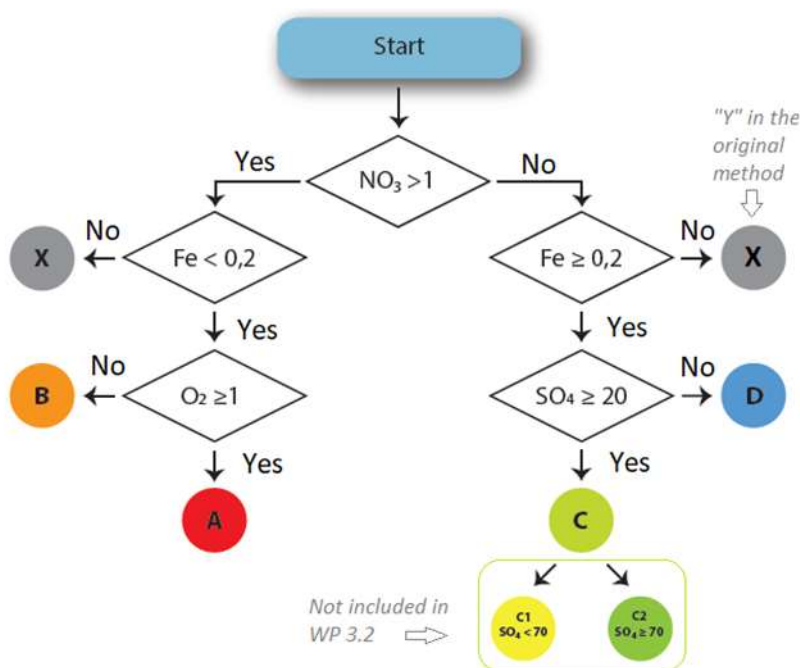 Start
"Y" in the
original
method
Yes
NO₃ >1
No
X
No
Fe < 0,2
Fe ≥ 0,2
No
X
Yes
Yes
B
No
O₂ ≥1
SO₄ ≥ 20
No
D
Yes
Yes
A
C
Not included in
WP 3.2
C1
SO₄ < 70
C2
SO₄ ≥ 70